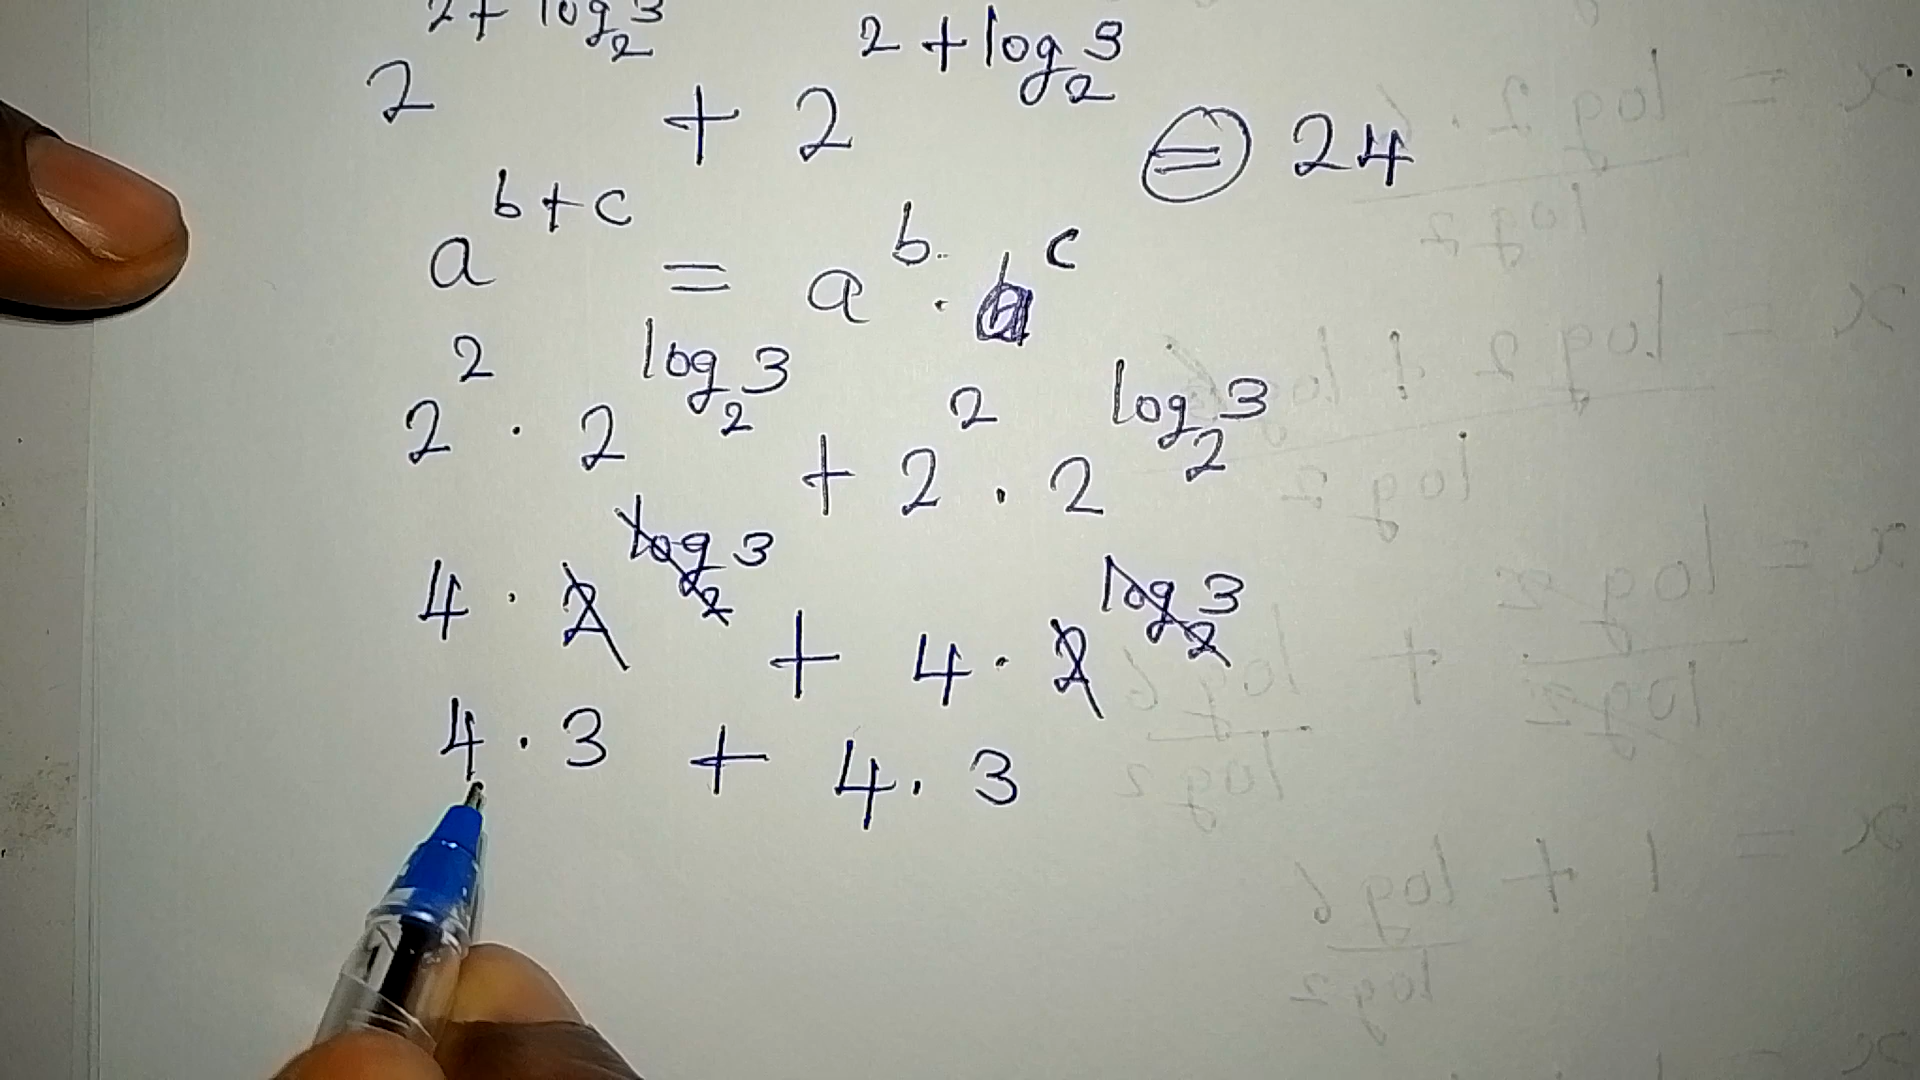 2^{2+log_2 3} + 2^{2+log_2 3} = 24
a^{b+c} = a^b · a^c
2^2 · 2^{log_2 3} + 2^2 · 2^{log_2 3}
4 · 2^{log_2 3} + 4 · 2^{log_2 3}
4 · 3 + 4 · 3